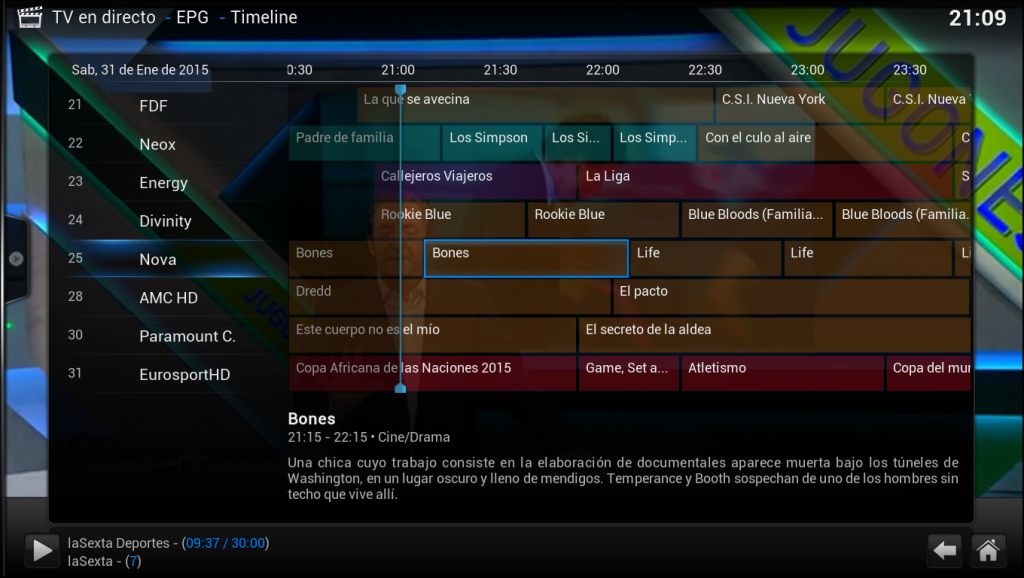 TV en directo - EPG - Timeline
21:09
Sab, 31 de Ene de 2015
0:30 21:00 21:30 22:00 22:30 23:00 23:30
21 FDF La que se avecina C.S.I. Nueva York C.S.I. Nueva
22 Neox Padre de familia Los Simpson Los Si... Los Simp... Con el culo al aire C
23 Energy Callejeros Viajeros La Liga S
24 Divinity Rookie Blue Rookie Blue Blue Bloods (Familia... Blue Bloods (Familia.
25 Nova Bones Bones Life Life Li
28 AMC HD Dredd El pacto
30 Paramount C. Este cuerpo no es el mío El secreto de la aldea
31 EurosportHD Copa Africana de las Naciones 2015 Game, Set a... Atletismo Copa del mun
Bones
21:15 - 22:15 • Cine/Drama
Una chica cuyo trabajo consiste en la elaboración de documentales aparece muerta bajo los túneles de
Washington, en un lugar oscuro y lleno de mendigos. Temperance y Booth sospechan de uno de los hombres sin
techo que vive allí.
laSexta Deportes - (09:37 / 30:00)
laSexta - (7)
JUGONES